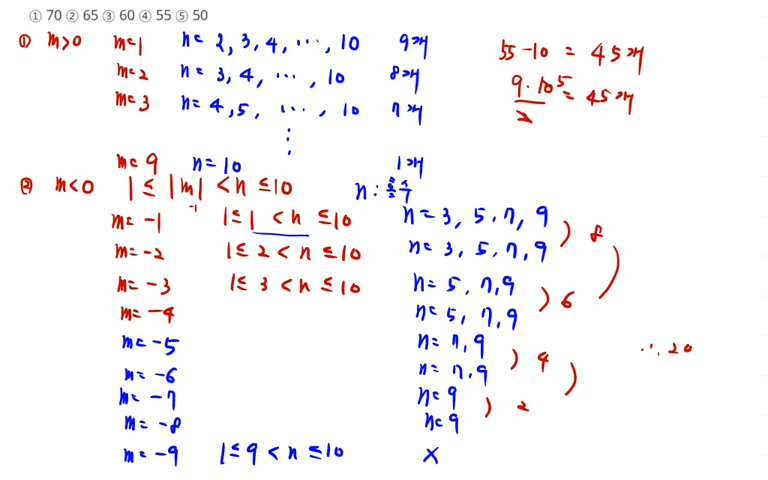 ① 70 ② 65 ③ 60 ④ 55 ⑤ 50
① m>0 m=1 n= 2, 3, 4, ⋯, 10 9개 55-10 = 45개
m=2 n= 3, 4, ⋯, 10 8개 9·10⁵/2 = 45개
m=3 n= 4, 5, ⋯, 10 7개
⋮
m= 9 n= 10 1개
② m<0 1≤ |m| < n ≤10 n:
-1
m= -1 1≤1 < n ≤10 n= 3, 5, 7, 9 ) 8
m= -2 1≤ 2 < n ≤ 10 n= 3, 5, 7, 9
m= -3 1≤ 3 < n ≤ 10 n= 5, 7, 9 ) 6
m= -4 n= 5, 7, 9
m= -5 n= 7, 9 ) 4 ∴ 20
m= -6 n= 7, 9
m= -7 n= 9 ) 2
m= -8 n= 9
m= -9 1≤ 9 < n ≤10 ×